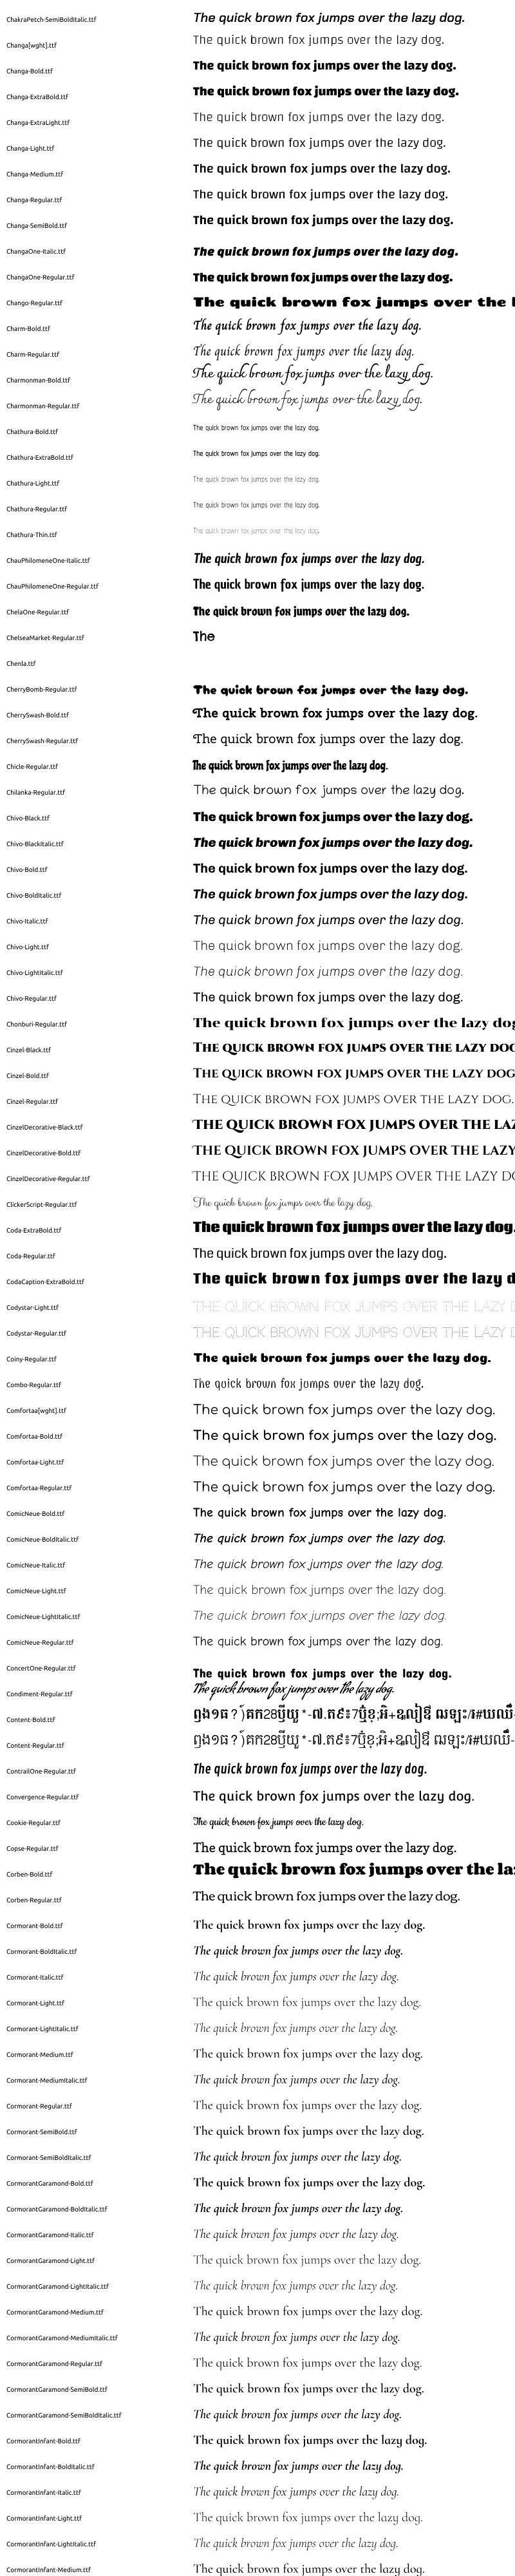 ChakraPetch-SemiBoldItalic.ttf The quick brown fox jumps over the lazy dog.
Changa[wght].ttf The quick brown fox jumps over the lazy dog.
Changa-Bold.ttf The quick brown fox jumps over the lazy dog.
Changa-ExtraBold.ttf The quick brown fox jumps over the lazy dog.
Changa-ExtraLight.ttf The quick brown fox jumps over the lazy dog.
Changa-Light.ttf The quick brown fox jumps over the lazy dog.
Changa-Medium.ttf The quick brown fox jumps over the lazy dog.
Changa-Regular.ttf The quick brown fox jumps over the lazy dog.
Changa-SemiBold.ttf The quick brown fox jumps over the lazy dog.
ChangaOne-Italic.ttf The quick brown fox jumps over the lazy dog.
ChangaOne-Regular.ttf The quick brown fox jumps over the lazy dog.
Chango-Regular.ttf The quick brown fox jumps over the
Charm-Bold.ttf The quick brown fox jumps over the lazy dog.
Charm-Regular.ttf The quick brown fox jumps over the lazy dog.
Charmonman-Bold.ttf The quick brown fox jumps over the lazy dog.
Charmonman-Regular.ttf The quick brown fox jumps over the lazy dog.
Chathura-Bold.ttf The quick brown fox jumps over the lazy dog.
Chathura-ExtraBold.ttf The quick brown fox jumps over the lazy dog.
Chathura-Light.ttf The quick brown fox jumps over the lazy dog.
Chathura-Regular.ttf The quick brown fox jumps over the lazy dog.
Chathura-Thin.ttf The quick brown fox jumps over the lazy dog.
ChauPhilomeneOne-Italic.ttf The quick brown fox jumps over the lazy dog.
ChauPhilomeneOne-Regular.ttf The quick brown fox jumps over the lazy dog.
ChelaOne-Regular.ttf The quick brown fox jumps over the lazy dog.
ChelseaMarket-Regular.ttf The
Chenla.ttf
CherryBomb-Regular.ttf The quick brown fox jumps over the lazy dog.
CherrySwash-Bold.ttf The quick brown fox jumps over the lazy dog.
CherrySwash-Regular.ttf The quick brown fox jumps over the lazy dog.
Chicle-Regular.ttf The quick brown fox jumps over the lazy dog.
Chilanka-Regular.ttf The quick brown fox jumps over the lazy dog.
Chivo-Black.ttf The quick brown fox jumps over the lazy dog.
Chivo-BlackItalic.ttf The quick brown fox jumps over the lazy dog.
Chivo-Bold.ttf The quick brown fox jumps over the lazy dog.
Chivo-BoldItalic.ttf The quick brown fox jumps over the lazy dog.
Chivo-Italic.ttf The quick brown fox jumps over the lazy dog.
Chivo-Light.ttf The quick brown fox jumps over the lazy dog.
Chivo-LightItalic.ttf The quick brown fox jumps over the lazy dog.
Chivo-Regular.ttf The quick brown fox jumps over the lazy dog.
Chonburi-Regular.ttf The quick brown fox jumps over the lazy dog
Cinzel-Black.ttf THE QUICK BROWN FOX JUMPS OVER THE LAZY DOG
Cinzel-Bold.ttf THE QUICK BROWN FOX JUMPS OVER THE LAZY DOG
Cinzel-Regular.ttf THE QUICK BROWN FOX JUMPS OVER THE LAZY DOG.
CinzelDecorative-Black.ttf THE QUICK BROWN FOX JUMPS OVER THE LAZ
CinzelDecorative-Bold.ttf THE QUICK BROWN FOX JUMPS OVER THE LAZY
CinzelDecorative-Regular.ttf THE QUICK BROWN FOX JUMPS OVER THE LAZY DO
ClickerScript-Regular.ttf The quick brown fox jumps over the lazy dog.
Coda-ExtraBold.ttf The quick brown fox jumps over the lazy dog.
Coda-Regular.ttf The quick brown fox jumps over the lazy dog.
CodaCaption-ExtraBold.ttf The quick brown fox jumps over the lazy d
Codystar-Light.ttf THE QUICK BROWN FOX JUMPS OVER THE LAZY D
Codystar-Regular.ttf THE QUICK BROWN FOX JUMPS OVER THE LAZY D
Coiny-Regular.ttf The quick brown fox jumps over the lazy dog.
Combo-Regular.ttf The quick brown fox jumps over the lazy dog.
Comfortaa[wght].ttf The quick brown fox jumps over the lazy dog.
Comfortaa-Bold.ttf The quick brown fox jumps over the lazy dog.
Comfortaa-Light.ttf The quick brown fox jumps over the lazy dog.
Comfortaa-Regular.ttf The quick brown fox jumps over the lazy dog.
ComicNeue-Bold.ttf The quick brown fox jumps over the lazy dog.
ComicNeue-BoldItalic.ttf The quick brown fox jumps over the lazy dog.
ComicNeue-Italic.ttf The quick brown fox jumps over the lazy dog.
ComicNeue-Light.ttf The quick brown fox jumps over the lazy dog.
ComicNeue-LightItalic.ttf The quick brown fox jumps over the lazy dog.
ComicNeue-Regular.ttf The quick brown fox jumps over the lazy dog.
ConcertOne-Regular.ttf The quick brown fox jumps over the lazy dog.
Condiment-Regular.ttf The quick brown fox jumps over the lazy dog.
Content-Bold.ttf
Content-Regular.ttf
ContrailOne-Regular.ttf The quick brown fox jumps over the lazy dog.
Convergence-Regular.ttf The quick brown fox jumps over the lazy dog.
Cookie-Regular.ttf The quick brown fox jumps over the lazy dog.
Copse-Regular.ttf The quick brown fox jumps over the lazy dog.
Corben-Bold.ttf The quick brown fox jumps over the la
Corben-Regular.ttf The quick brown fox jumps over the lazy dog.
Cormorant-Bold.ttf The quick brown fox jumps over the lazy dog.
Cormorant-BoldItalic.ttf The quick brown fox jumps over the lazy dog.
Cormorant-Italic.ttf The quick brown fox jumps over the lazy dog.
Cormorant-Light.ttf The quick brown fox jumps over the lazy dog.
Cormorant-LightItalic.ttf The quick brown fox jumps over the lazy dog.
Cormorant-Medium.ttf The quick brown fox jumps over the lazy dog.
Cormorant-MediumItalic.ttf The quick brown fox jumps over the lazy dog.
Cormorant-Regular.ttf The quick brown fox jumps over the lazy dog.
Cormorant-SemiBold.ttf The quick brown fox jumps over the lazy dog.
Cormorant-SemiBoldItalic.ttf The quick brown fox jumps over the lazy dog.
CormorantGaramond-Bold.ttf The quick brown fox jumps over the lazy dog.
CormorantGaramond-BoldItalic.ttf The quick brown fox jumps over the lazy dog.
CormorantGaramond-Italic.ttf The quick brown fox jumps over the lazy dog.
CormorantGaramond-Light.ttf The quick brown fox jumps over the lazy dog.
CormorantGaramond-LightItalic.ttf The quick brown fox jumps over the lazy dog.
CormorantGaramond-Medium.ttf The quick brown fox jumps over the lazy dog.
CormorantGaramond-MediumItalic.ttf The quick brown fox jumps over the lazy dog.
CormorantGaramond-Regular.ttf The quick brown fox jumps over the lazy dog.
CormorantGaramond-SemiBold.ttf The quick brown fox jumps over the lazy dog.
CormorantGaramond-SemiBoldItalic.ttf The quick brown fox jumps over the lazy dog.
CormorantInfant-Bold.ttf The quick brown fox jumps over the lazy dog.
CormorantInfant-BoldItalic.ttf The quick brown fox jumps over the lazy dog.
CormorantInfant-Italic.ttf The quick brown fox jumps over the lazy dog.
CormorantInfant-Light.ttf The quick brown fox jumps over the lazy dog.
CormorantInfant-LightItalic.ttf The quick brown fox jumps over the lazy dog.
CormorantInfant-Medium.ttf The quick brown fox jumps over the lazy dog.